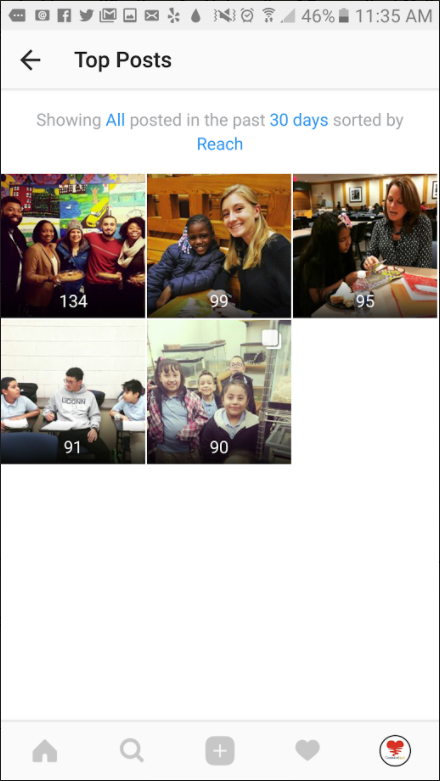 46% 11:35 AM
Top Posts
Showing All posted in the past 30 days sorted by
Reach
134
99
95
UCONN
91
90